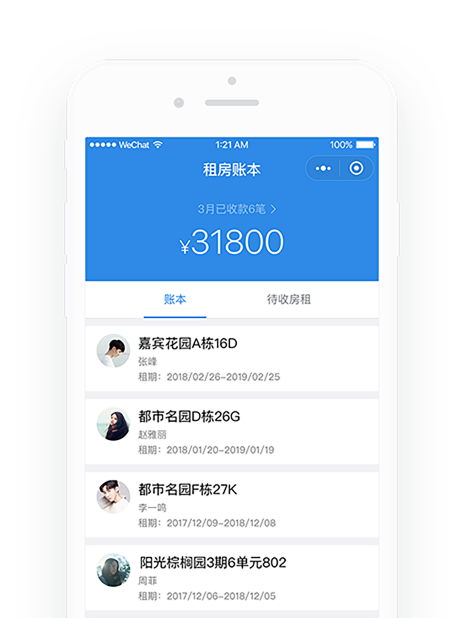 WeChat 1:21 AM 100%
租房账本
3月已收款6笔
¥31800
账本 待收房租
嘉宾花园A栋16D
张峰
租期：2018/02/26-2019/02/25
都市名园D栋26G
赵雅丽
租期：2018/01/20-2019/01/19
都市名园F栋27K
李一鸣
租期：2017/12/09-2018/12/08
阳光棕榈园3期6单元802
周菲
租期：2017/12/06-2018/12/05